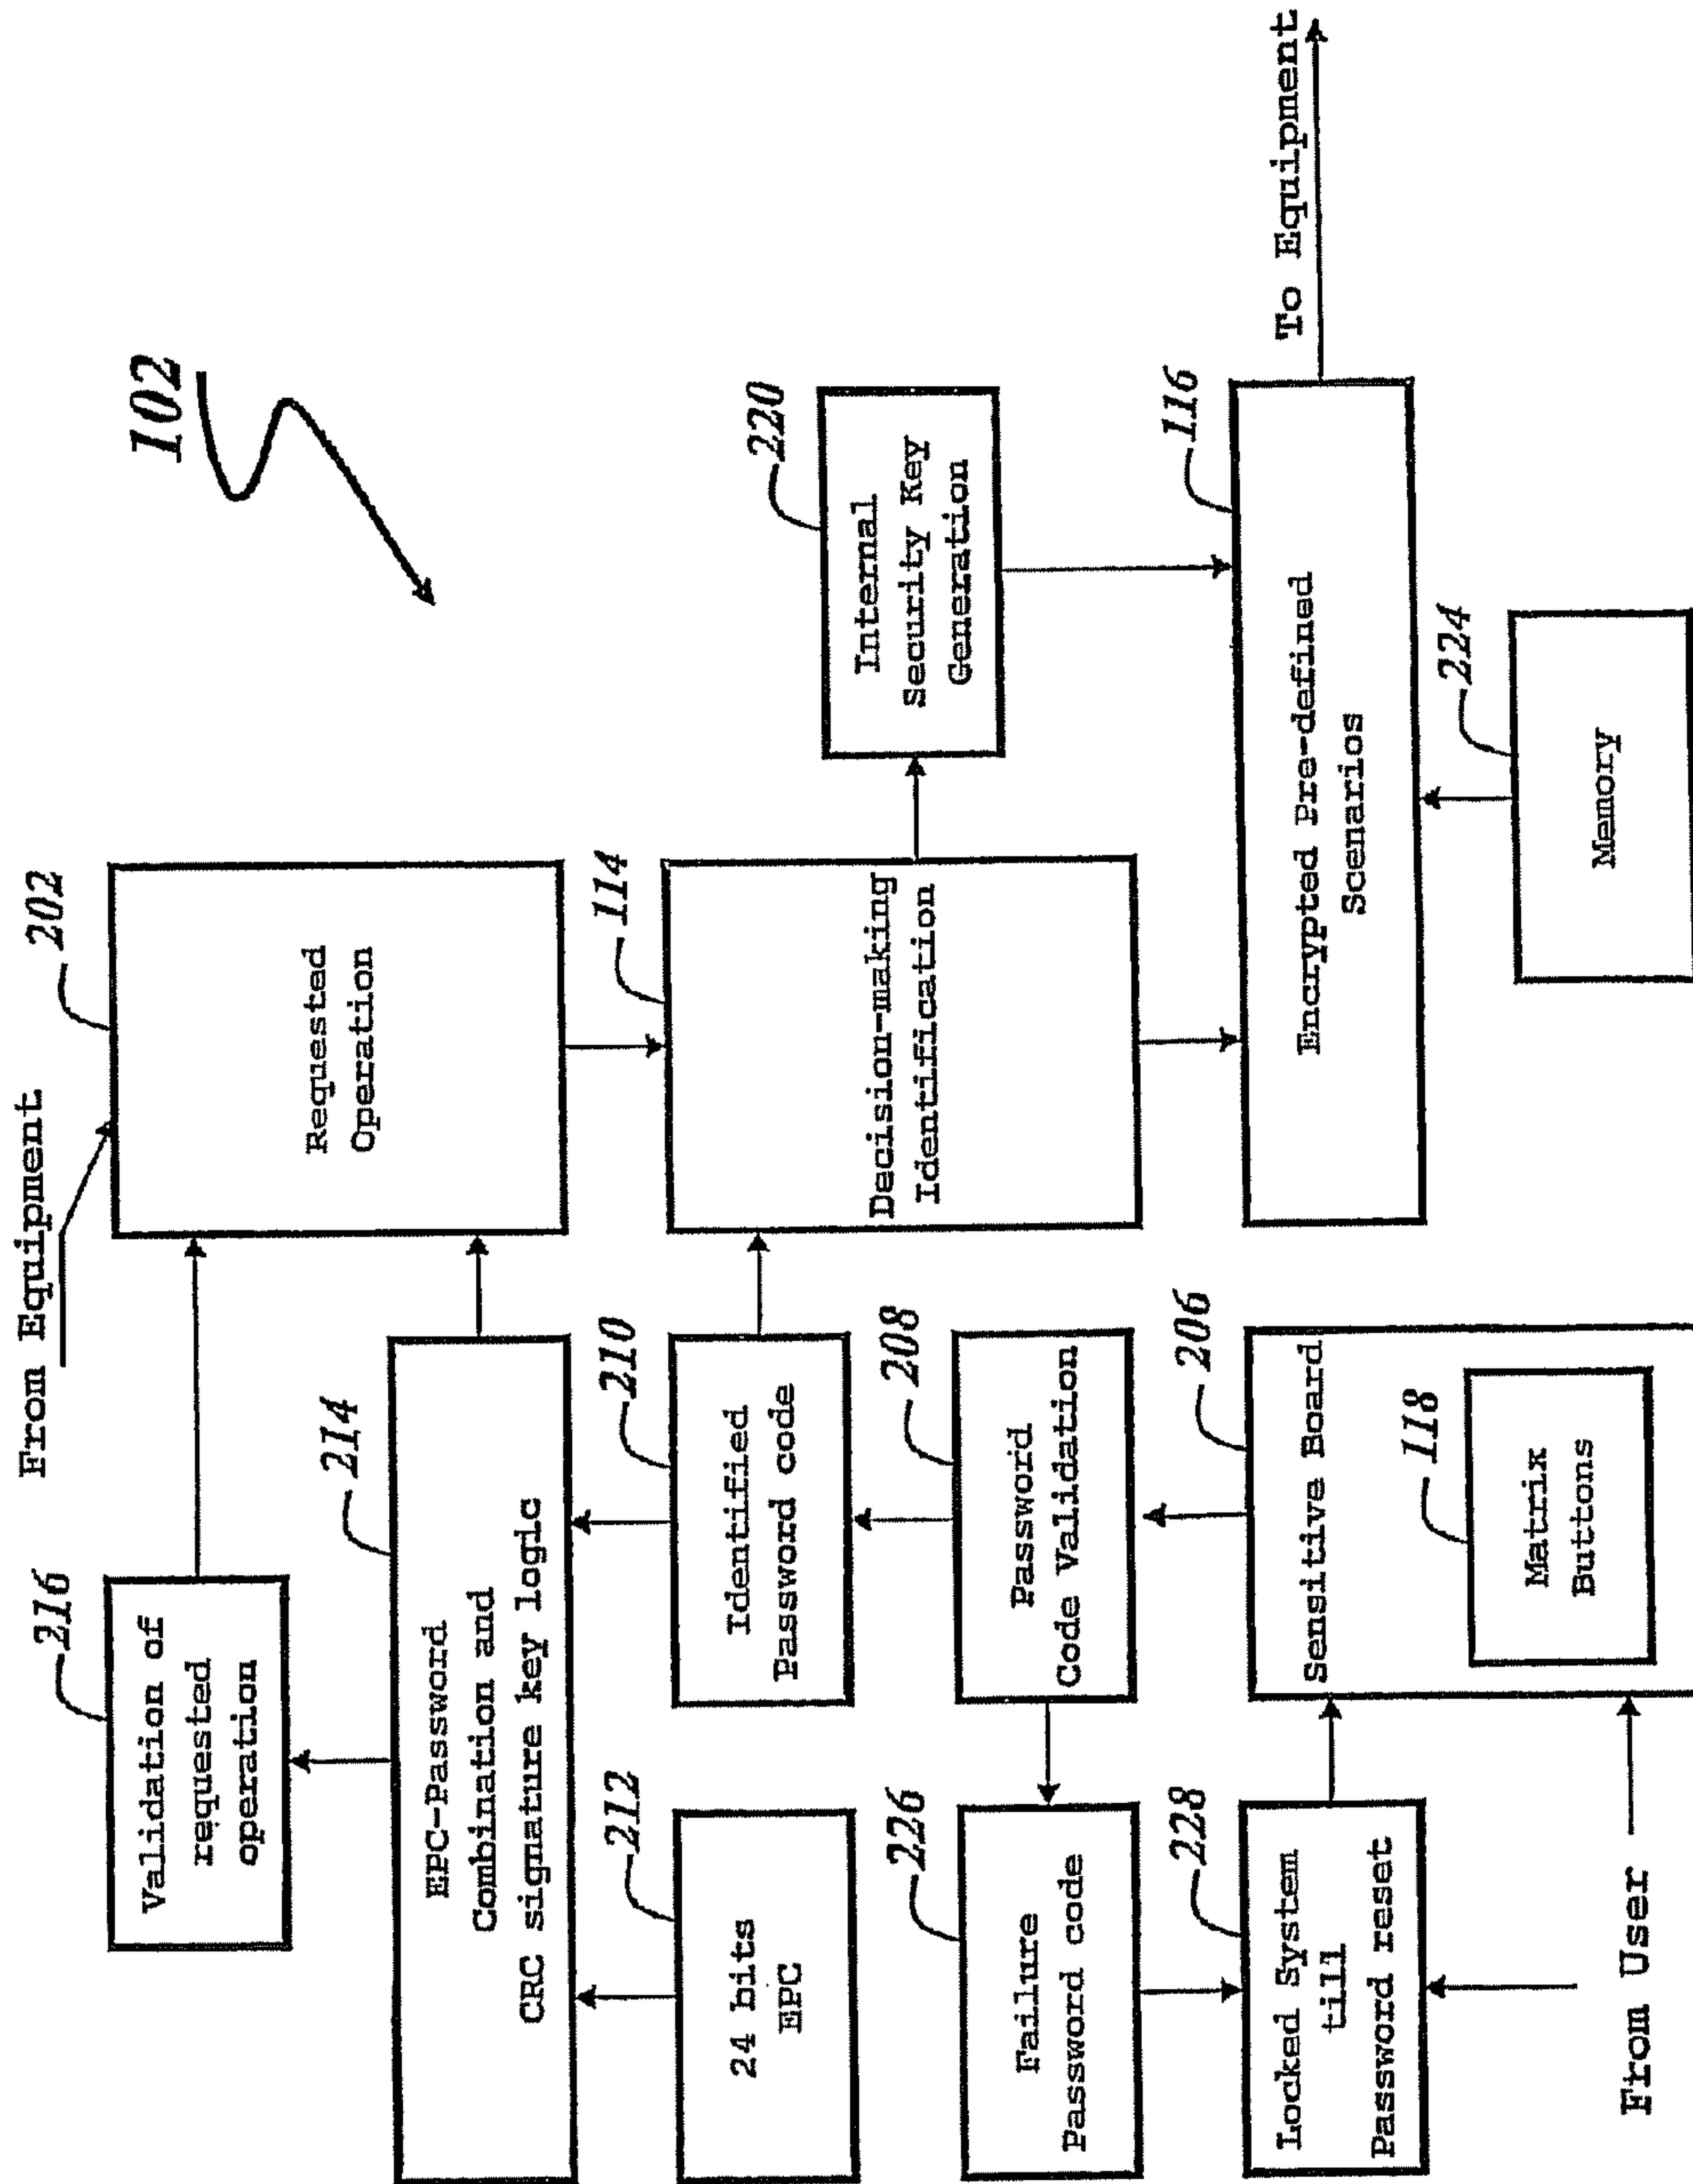 From Equipment
102
216
Validation of
requested
operation
202
Requested
Operation
214
EPC-Password
Combination and
CRC signature key logic
114
Decision-making
Identification
220
Internal
Security Key
Generation
212
24 bits
EPC
210
Identified
Password code
226
Failure
Password code
208
Password
Code Validation
116
Encrypted Pre-defined
Scenarios
To Equipment
228
Locked System
till
Password reset
206
Sensitive Board
118
Matrix
Buttons
224
Memory
From User